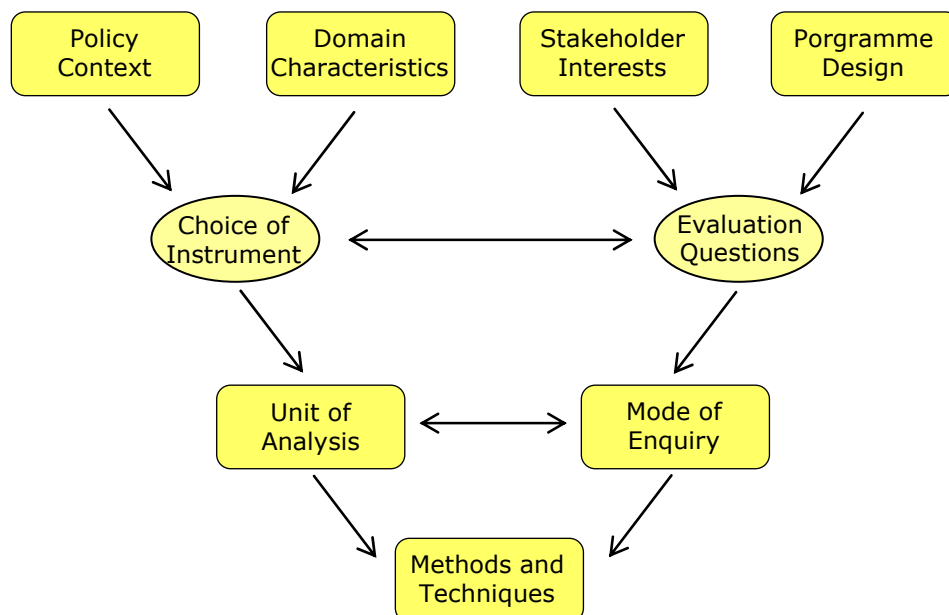 Policy
Context
Domain
Characteristics
Stakeholder
Interests
Porgramme
Design
Choice of
Instrument
Evaluation
Questions
Unit of
Analysis
Mode of
Enquiry
Methods and
Techniques